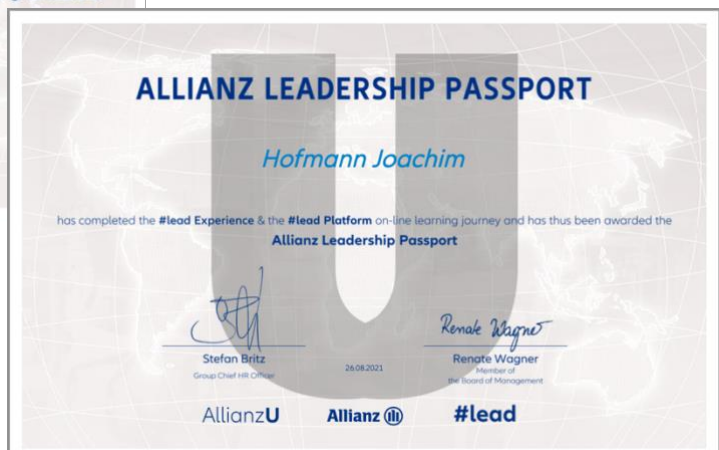 ALLIANZ LEADERSHIP PASSPORT
Hofmann Joachim
has completed the #lead Experience & the #lead Platform on-line learning journey and has thus been awarded the
Allianz Leadership Passport
Renate Wagner
Stefan Britz
Group Chief HR Officer
26.08.2021
Renate Wagner
Member of
the Board of Management
AllianzU
Allianz
#lead